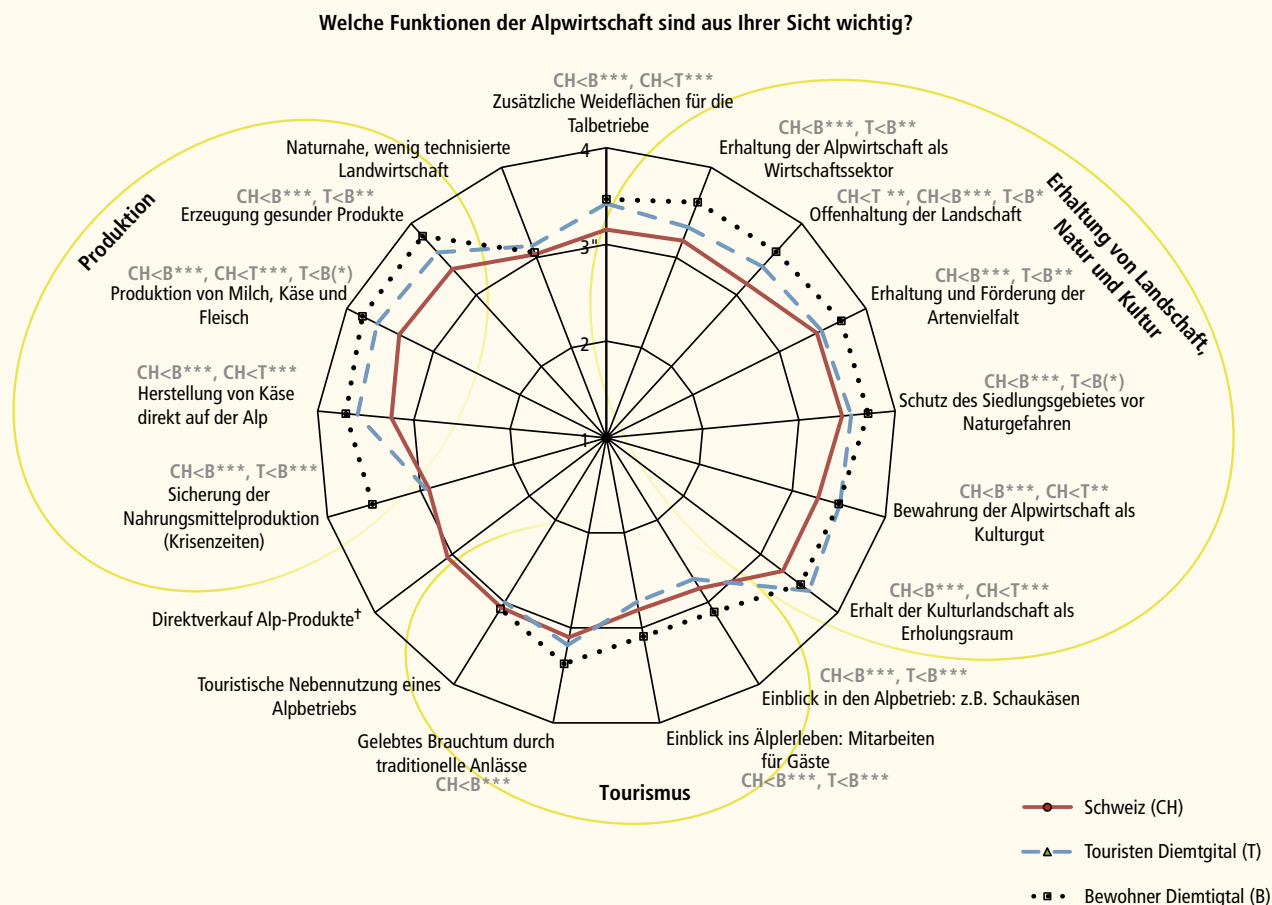 Welche Funktionen der Alpwirtschaft sind aus Ihrer Sicht wichtig?
CH<B***, CH<T***
Zusätzliche Weideflächen für die
Talbetriebe
CH<B***, T<B**
Erhaltung der Alpwirtschaft als
Wirtschaftssektor
CH<T **, CH<B***, T<B*
Offenhaltung der Landschaft
CH<B***, T<B**
Erhaltung und Förderung der
Artenvielfalt
CH<B***, T<B(*)
Schutz des Siedlungsgebietes vor
Naturgefahren
CH<B***, CH<T**
Bewahrung der Alpwirtschaft als
Kulturgut
CH<B***, CH<T***
Erhalt der Kulturlandschaft als
Erholungsraum
CH<B***, T<B***
Einblick in den Alpbetrieb: z.B. Schaukäsen
Einblick ins Älplerleben: Mitarbeiten
für Gäste
CH<B***, T<B***
Gelebtes Brauchtum durch
traditionelle Anlässe
CH<B***
Touristische Nebennutzung eines
Alpbetriebs
Direktverkauf Alp-Produkte†
CH<B***, T<B***
Sicherung der
Nahrungsmittelproduktion
(Krisenzeiten)
CH<B***, CH<T***
Herstellung von Käse
direkt auf der Alp
CH<B***, CH<T***, T<B(*)
Produktion von Milch, Käse und
Fleisch
CH<B***, T<B**
Erzeugung gesunder Produkte
Naturnahe, wenig technisierte
Landwirtschaft
4
3"
2
1
Produktion
Erhaltung von Landschaft,
Natur und Kultur
Tourismus
Schweiz (CH)
Touristen Diemtgital (T)
Bewohner Diemtigtal (B)